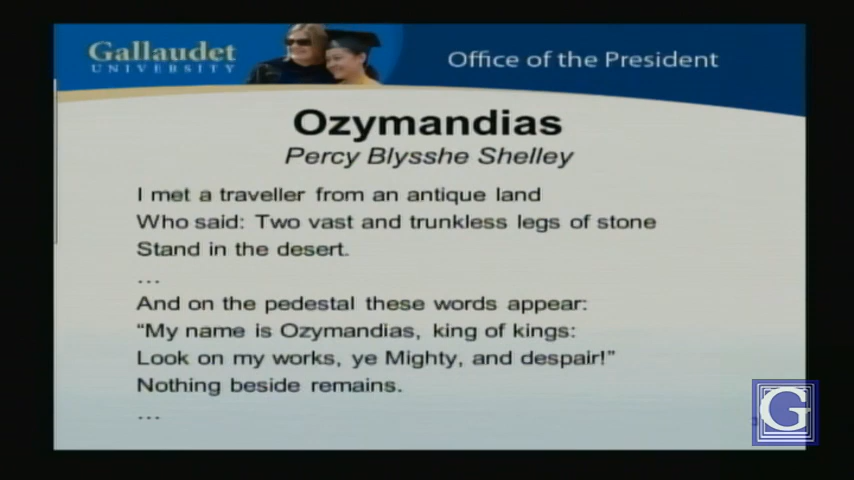 Gallaudet
UNIVERSITY
Office of the President
Ozymandias
Percy Blysshe Shelley
I met a traveller from an antique land
Who said: Two vast and trunkless legs of stone
Stand in the desert.
...
And on the pedestal these words appear:
“My name is Ozymandias, king of kings:
Look on my works, ye Mighty, and despair!”
Nothing beside remains.
...
G